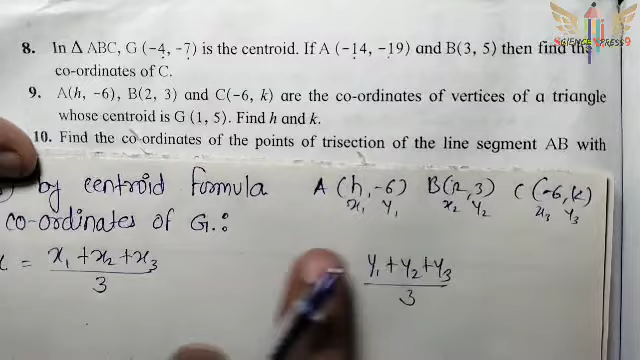 8. In Δ ABC, G (−4, −7) is the centroid. If A (−14, −19) and B(3, 5) then find the
co-ordinates of C.
9. A(h, −6), B(2, 3) and C(−6, k) are the co-ordinates of vertices of a triangle
whose centroid is G (1, 5). Find h and k.
10. Find the co-ordinates of the points of trisection of the line segment AB with
by centroid formula A (h, -6) B(2, 3) C (-6, k)
x₁ y₁ x₂ y₂ x₃ y₃
co-ordinates of G.:
= x₁ + x₂ + x₃ / 3
y₁ + y₂ + y₃ / 3
SCIENCE XPRESS 9